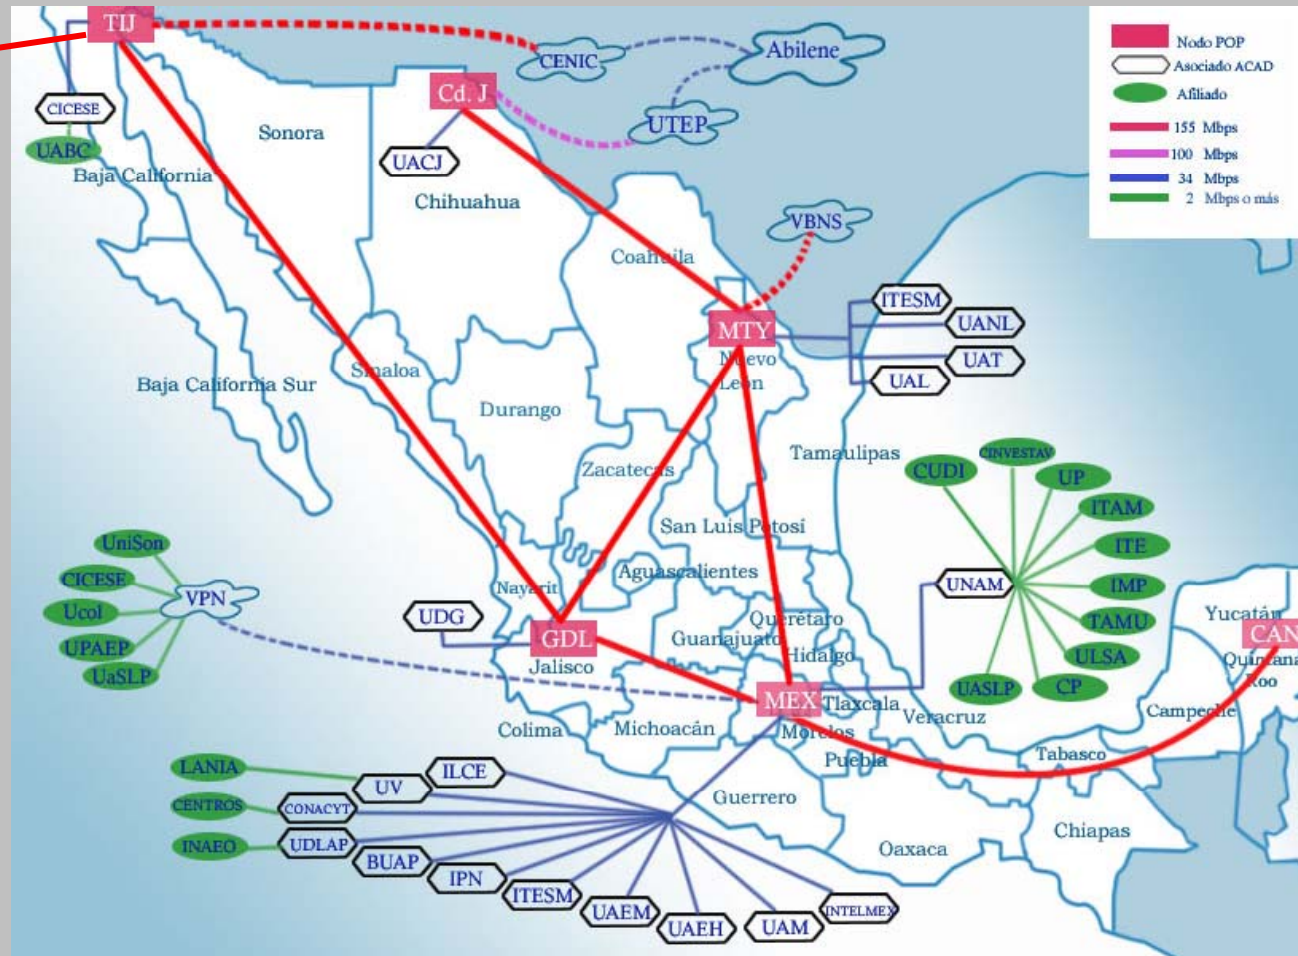 TIJ
CENIC
Abilene
Cd. J
UTEP
CICESE
UABC
Baja California
Sonora
UACJ
Chihuahua
Nodo POP
Asociado ACAD
Afiliado
155 Mbps
100 Mbps
34 Mbps
2 Mbps o más
VBNS
Coahuila
MTY
Nuevo
León
ITESM
UANL
UAT
UAL
Baja California Sur
Sinaloa
Durango
Zacatecas
Tamaulipas
San Luis Potosí
CUDI
CINVESTAV
UP
ITAM
ITE
IMP
TAMU
ULSA
CP
UASLP
UNAM
UniSon
CICESE
Ucol
UPAEP
UaSLP
VPN
Nayarit
Aguascalientes
UDG
GDL
Jalisco
Guanajuato
Querétaro
Hidalgo
MEX
Tlaxcala
Morelos
Puebla
Veracruz
Colima
Michoacán
Yucatán
CAN
Quintana
Roo
Campeche
Tabasco
Guerrero
Oaxaca
Chiapas
LANIA
CENTROS
INAEO
ILCE
UV
CONACYT
UDLAP
BUAP
IPN
ITESM
UAEM
UAEH
UAM
INTELMEX